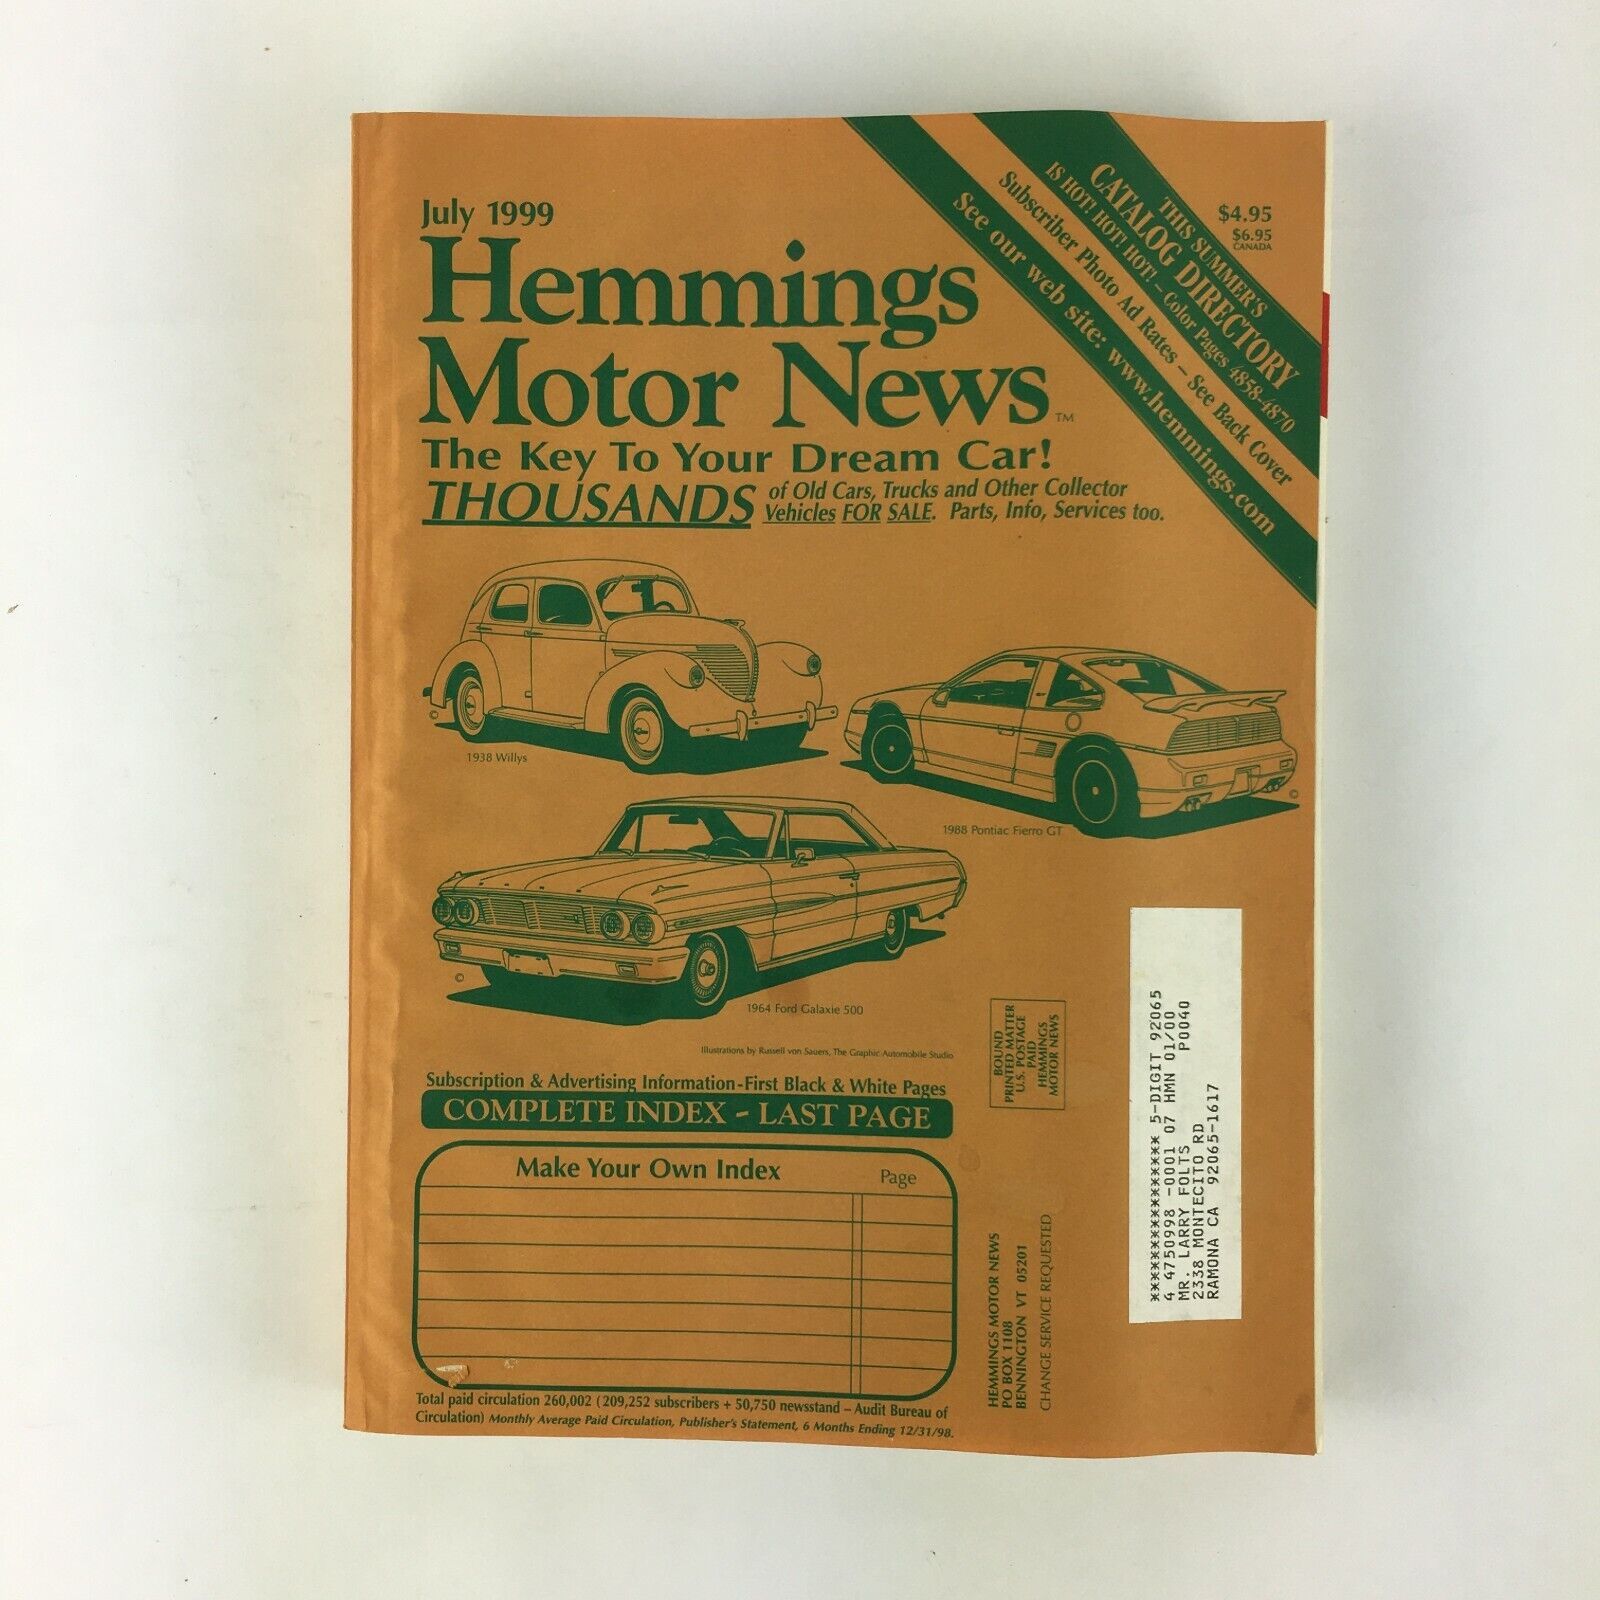 July 1999
$4.95
$6.95
CANADA
THIS SUMMER'S
CATALOG DIRECTORY
IS HOT! HOT! HOT! – Color Pages 4858-4870
Subscriber Photo Ad Rates – See Back Cover
See our web site: www.hemmings.com
Hemmings
Motor News™
The Key To Your Dream Car!
THOUSANDS of Old Cars, Trucks and Other Collector
Vehicles FOR SALE. Parts, Info, Services too.
©
1938 Willys
©
1988 Pontiac Fierro GT
©
1964 Ford Galaxie 500
Illustrations by Russell von Sauers, The Graphic Automobile Studio
Subscription & Advertising Information-First Black & White Pages
COMPLETE INDEX - LAST PAGE
Make Your Own Index
Page
Total paid circulation 260,002 (209,252 subscribers + 50,750 newsstand – Audit Bureau of
Circulation) Monthly Average Paid Circulation, Publisher's Statement, 6 Months Ending 12/31/98.
BOUND
PRINTED MATTER
U.S. POSTAGE
PAID
HEMMINGS
MOTOR NEWS
HEMMINGS MOTOR NEWS
PO BOX 1108
BENNINGTON VT 05201
CHANGE SERVICE REQUESTED
**************** 5-DIGIT 92065
4 4750998 -0001 07 HMN 01/00
MR. LARRY FOLTS P0040
2338 MONTECITO RD
RAMONA CA 92065-1617